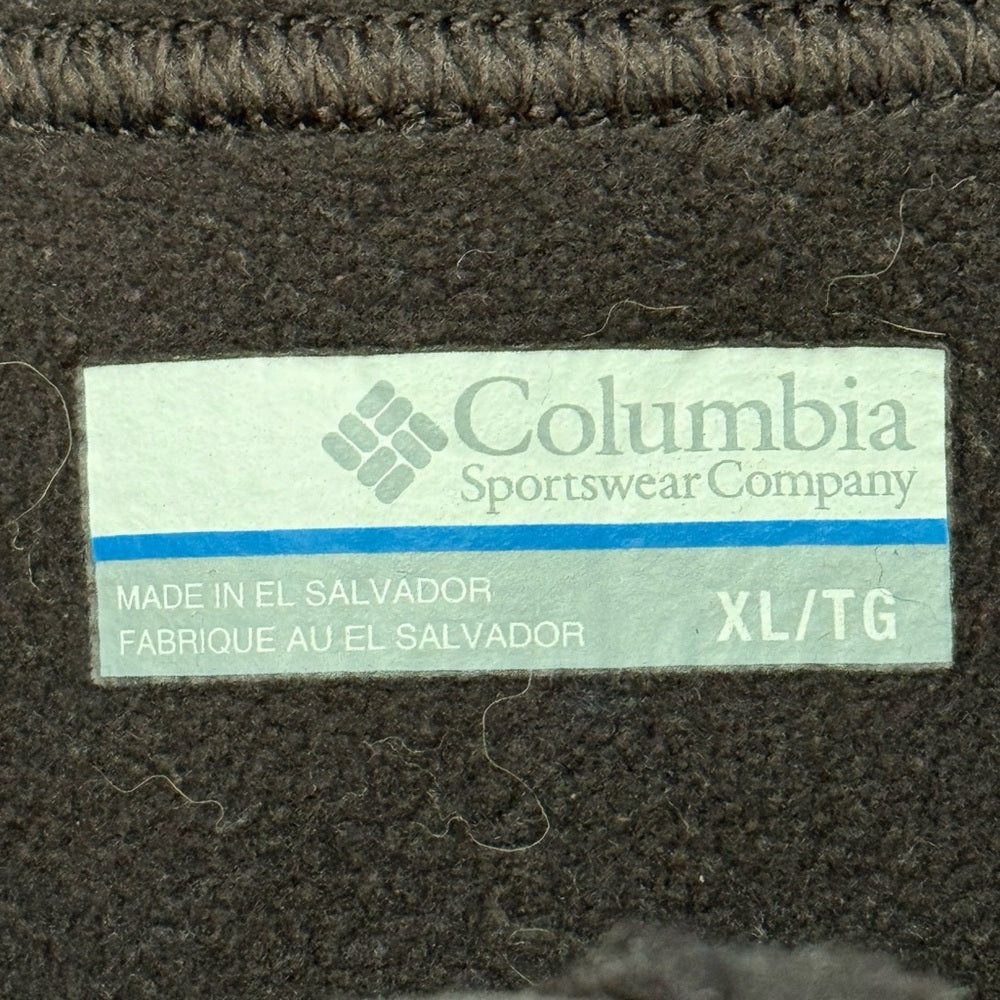 Columbia
Sportswear Company
MADE IN EL SALVADOR
FABRIQUE AU EL SALVADOR
XL/TG